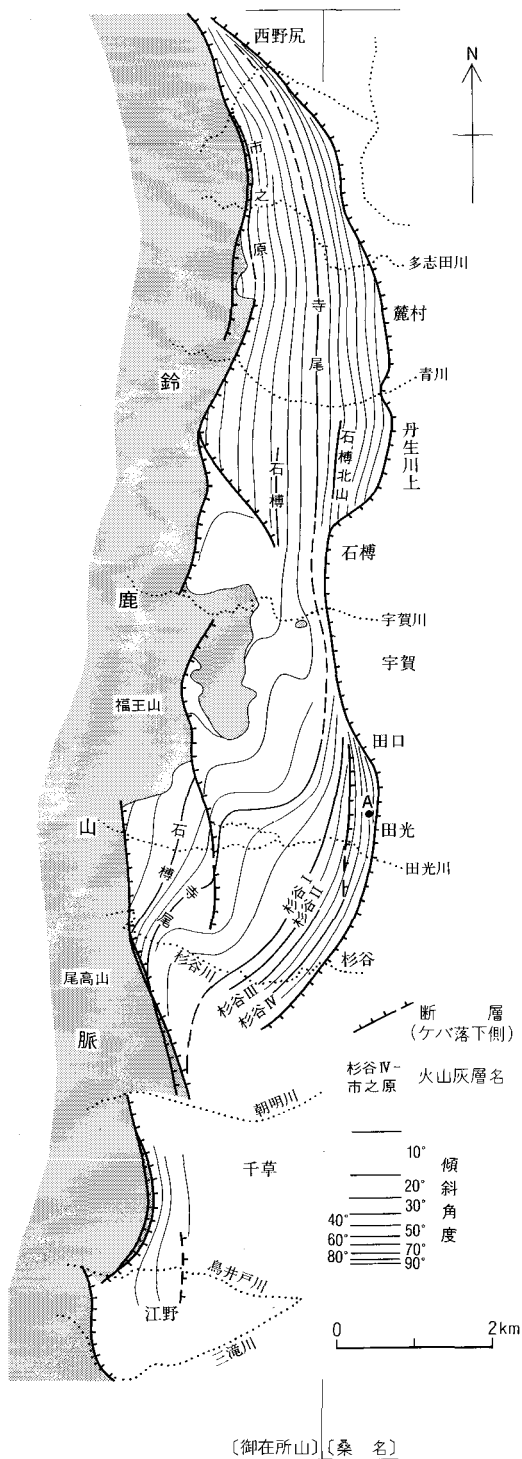 西野尻
N
市之原
多志田川
寺尾
麓村
鈴
青川
丹生川上
石榑北山
石榑
石榑
鹿
宇賀川
宇賀
福王山
田口
A
山
石榑
田光
田光川
寺尾
杉谷Ⅰ
杉谷Ⅱ
杉谷川
杉谷
杉谷Ⅲ
杉谷Ⅳ
尾高山
脈
断層
(ケバ落下側)
杉谷Ⅳ-
市之原
火山灰層名
朝明川
千草
10°
20°
30°
40°
50°
60°
70°
80°
90°
傾斜角度
鳥井戸川
江野
三滝川
0 2km
〔御在所山〕〔桑 名〕